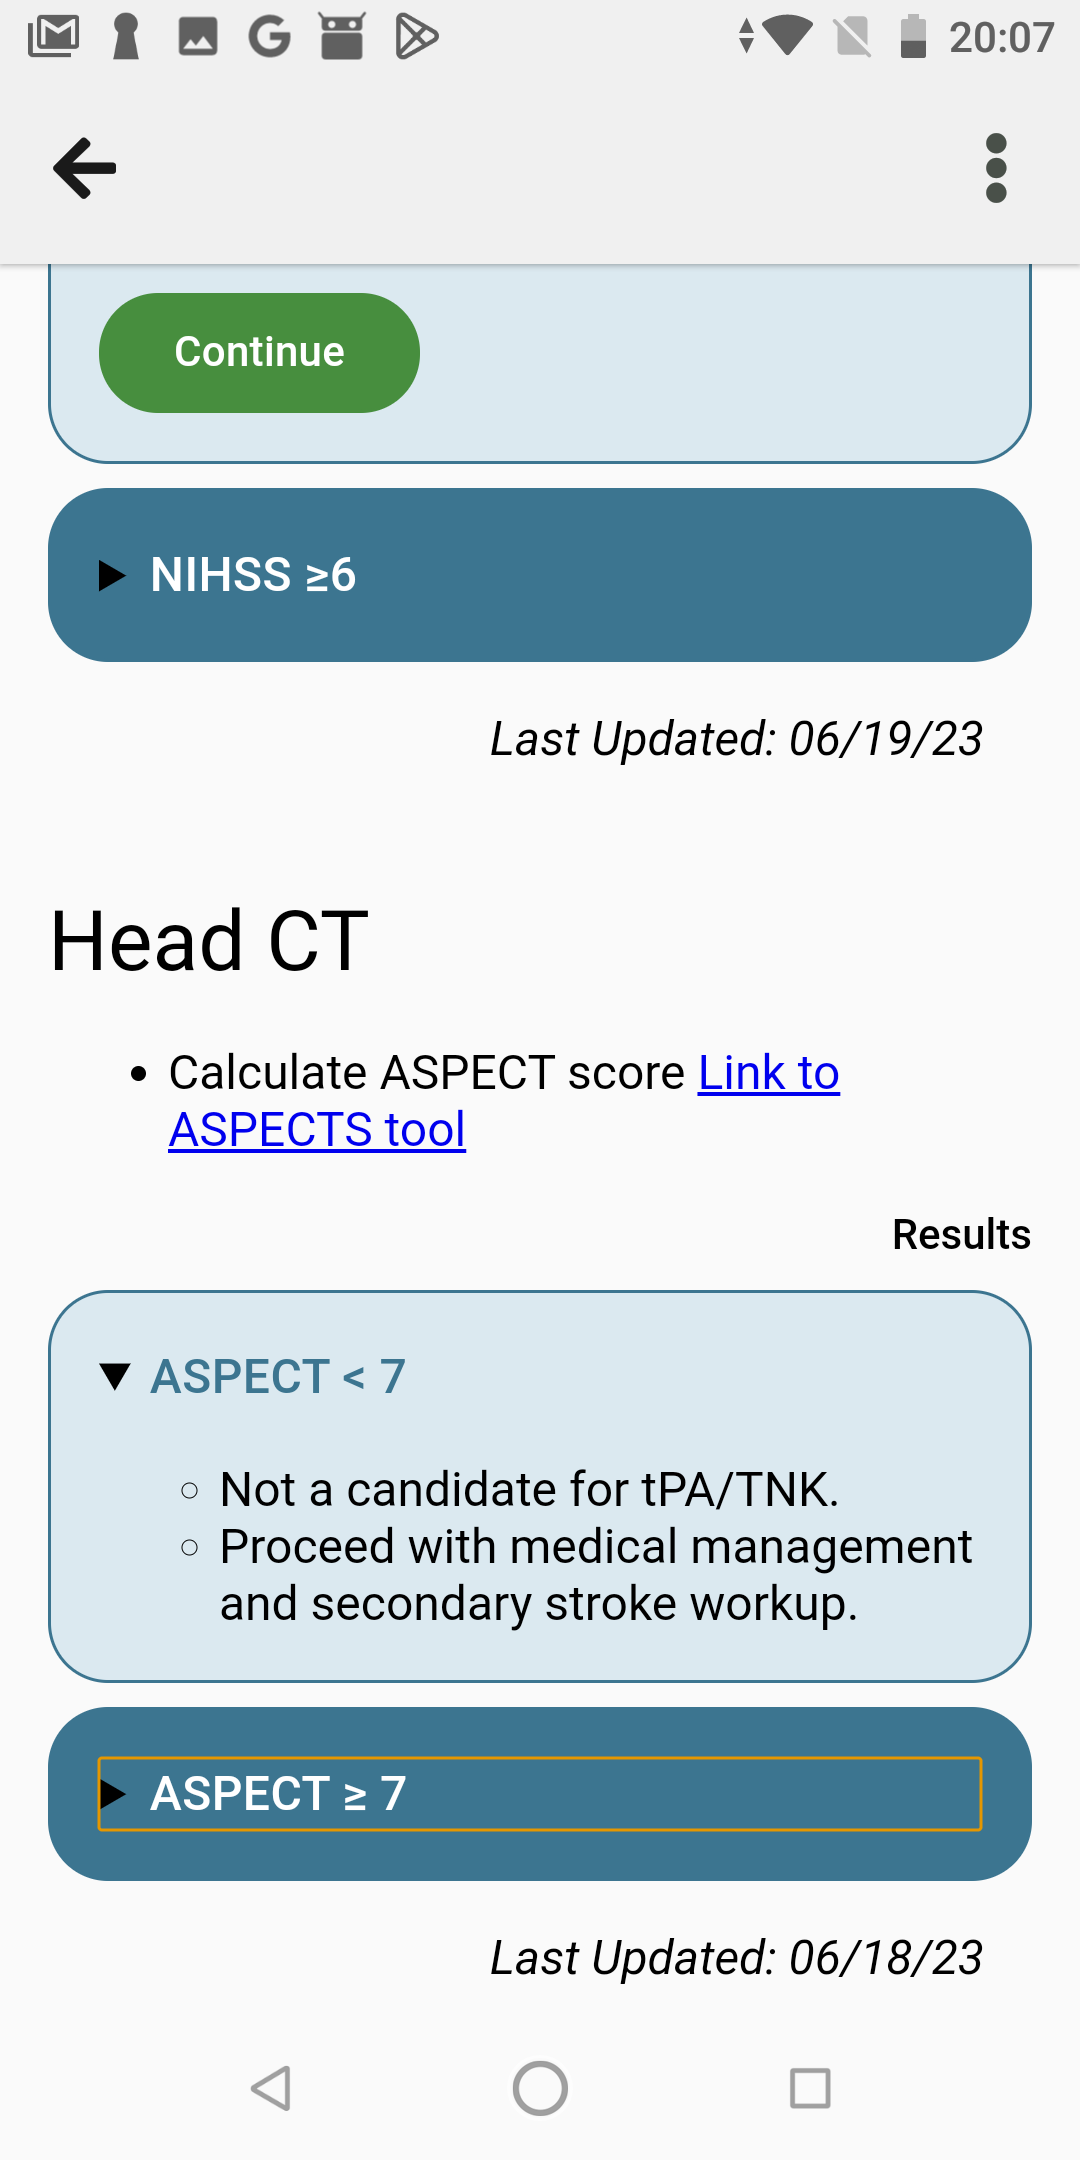 20:07
Continue
NIHSS ≥6
Last Updated: 06/19/23
Head CT
Calculate ASPECT score Link to
ASPECTS tool
Results
ASPECT < 7
Not a candidate for tPA/TNK.
Proceed with medical management
and secondary stroke workup.
ASPECT ≥ 7
Last Updated: 06/18/23